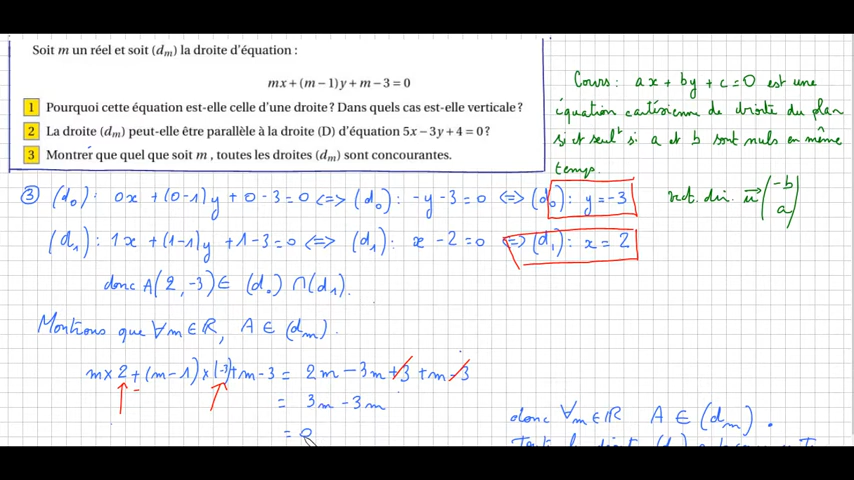 Soit m un réel et soit (dm) la droite d'équation :
mx + (m − 1)y + m − 3 = 0
1 Pourquoi cette équation est-elle celle d'une droite ? Dans quels cas est-elle verticale ?
2 La droite (dm) peut-elle être parallèle à la droite (D) d'équation 5x − 3y + 4 = 0 ?
3 Montrer que quel que soit m, toutes les droites (dm) sont concourantes.
Cours : ax + by + c = 0 est une
équation cartésienne de droite du plan
si et seulᵗ si a et b sont nuls en même
temps.
vect. dir. u⃗ (-b a)
③ (d₀) : 0x + (0-1)y + 0-3 = 0 <=> (d₀) : -y-3 = 0 <=> (d₀) : y = -3
(d₁) : 1x + (1-1)y + 1-3 = 0 <=> (d₁) : x - 2 = 0 <=> (d₁) : x = 2
donc A(2, -3) ∈ (d₀) ∩ (d₁).
Montrons que ∀m ∈ ℝ, A ∈ (dm).
m × 2 + (m-1) × (-3) + m-3 = 2m - 3m + 3 + m - 3
= 3m - 3m
= 0
donc ∀m ∈ ℝ A ∈ (dm).